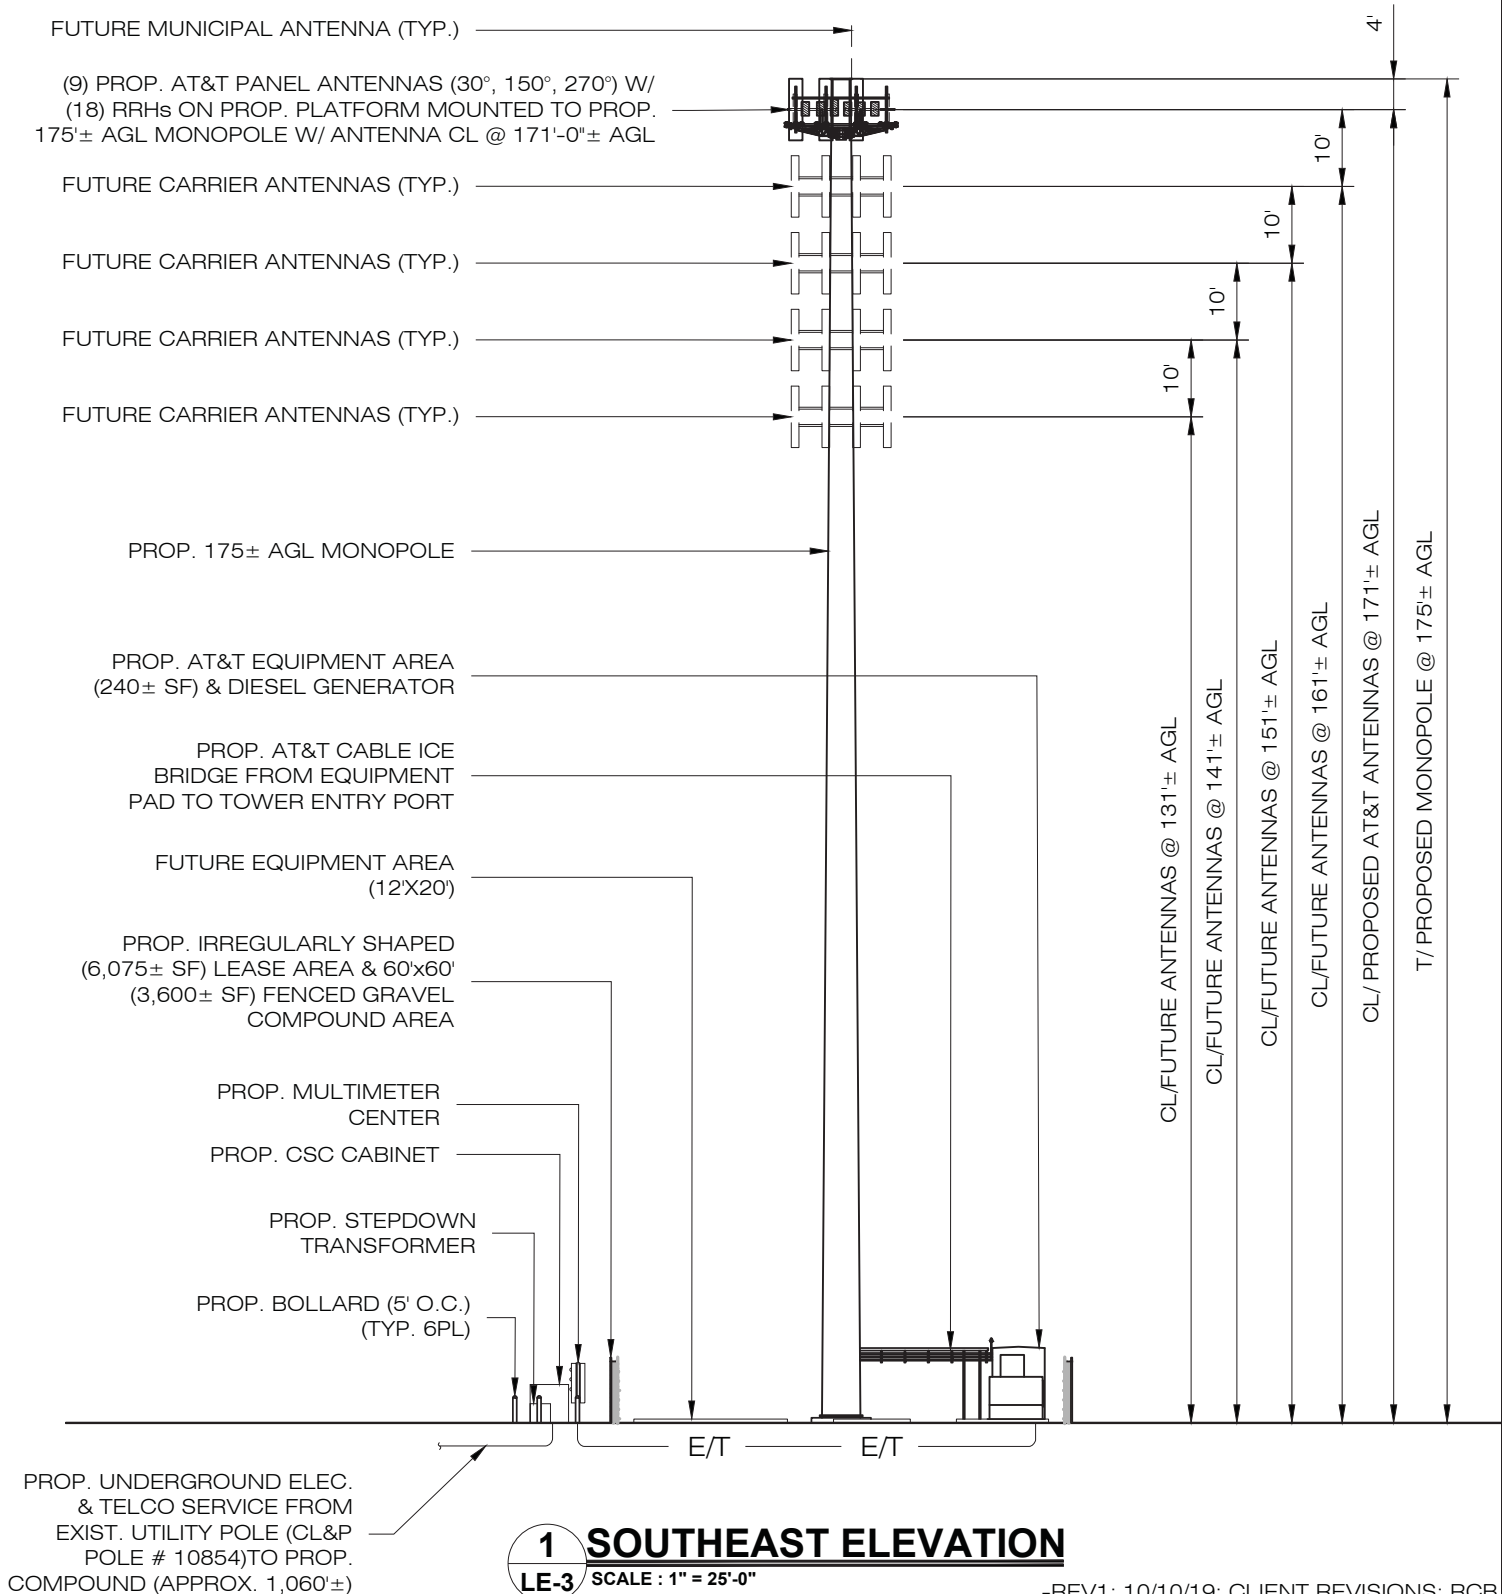 FUTURE MUNICIPAL ANTENNA (TYP.)
(9) PROP. AT&T PANEL ANTENNAS (30°, 150°, 270°) W/
(18) RRHs ON PROP. PLATFORM MOUNTED TO PROP.
175'± AGL MONOPOLE W/ ANTENNA CL @ 171'-0"± AGL
FUTURE CARRIER ANTENNAS (TYP.)
FUTURE CARRIER ANTENNAS (TYP.)
FUTURE CARRIER ANTENNAS (TYP.)
FUTURE CARRIER ANTENNAS (TYP.)
PROP. 175± AGL MONOPOLE
PROP. AT&T EQUIPMENT AREA
(240± SF) & DIESEL GENERATOR
PROP. AT&T CABLE ICE
BRIDGE FROM EQUIPMENT
PAD TO TOWER ENTRY PORT
FUTURE EQUIPMENT AREA
(12'X20')
PROP. IRREGULARLY SHAPED
(6,075± SF) LEASE AREA & 60'x60'
(3,600± SF) FENCED GRAVEL
COMPOUND AREA
PROP. MULTIMETER
CENTER
PROP. CSC CABINET
PROP. STEPDOWN
TRANSFORMER
PROP. BOLLARD (5' O.C.)
(TYP. 6PL)
PROP. UNDERGROUND ELEC.
& TELCO SERVICE FROM
EXIST. UTILITY POLE (CL&P
POLE # 10854)TO PROP.
COMPOUND (APPROX. 1,060'±)
4'
10'
10'
10'
10'
CL/FUTURE ANTENNAS @ 131'± AGL
CL/FUTURE ANTENNAS @ 141'± AGL
CL/FUTURE ANTENNAS @ 151'± AGL
CL/FUTURE ANTENNAS @ 161'± AGL
CL/ PROPOSED AT&T ANTENNAS @ 171'± AGL
T/ PROPOSED MONOPOLE @ 175'± AGL
E/T
E/T
1
LE-3
SOUTHEAST ELEVATION
SCALE : 1" = 25'-0"
-REV1: 10/10/19: CLIENT REVISIONS: RCB